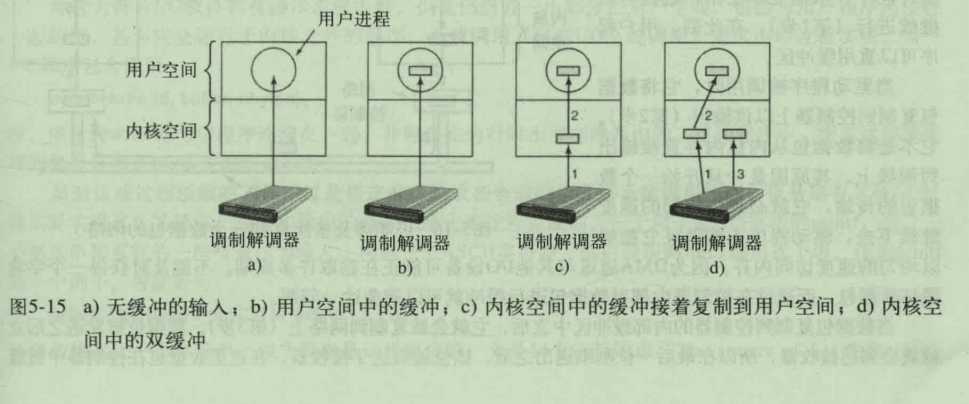 用户进程
用户空间
内核空间
2
2
1
1
3
调制解调器
调制解调器
调制解调器
调制解调器
a)
b)
c)
d)
图5-15 a) 无缓冲的输入；b) 用户空间中的缓冲；c) 内核空间中的缓冲接着复制到用户空间；d) 内核空
间中的双缓冲